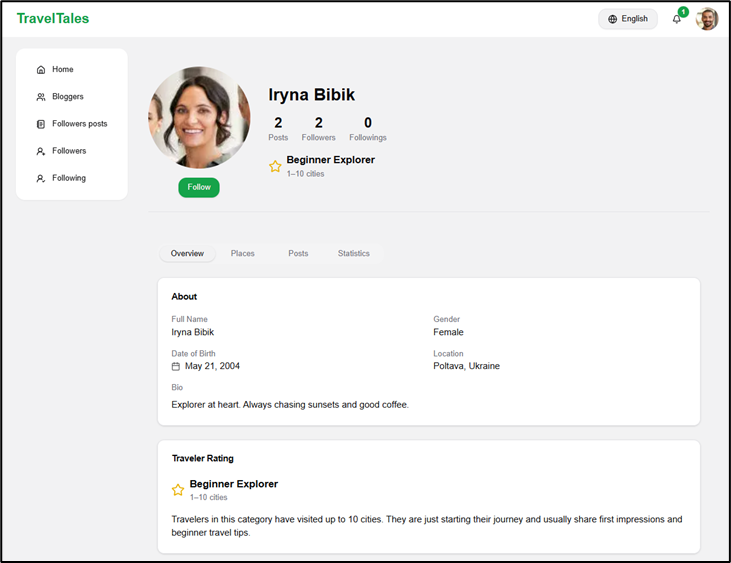 TravelTales
English
1
Home
Bloggers
Followers posts
Followers
Following
Iryna Bibik
2 2 0
Posts Followers Followings
Beginner Explorer
1–10 cities
Follow
Overview Places Posts Statistics
About
Full Name Gender
Iryna Bibik Female
Date of Birth Location
May 21, 2004 Poltava, Ukraine
Bio
Explorer at heart. Always chasing sunsets and good coffee.
Traveler Rating
Beginner Explorer
1–10 cities
Travelers in this category have visited up to 10 cities. They are just starting their journey and usually share first impressions and
beginner travel tips.